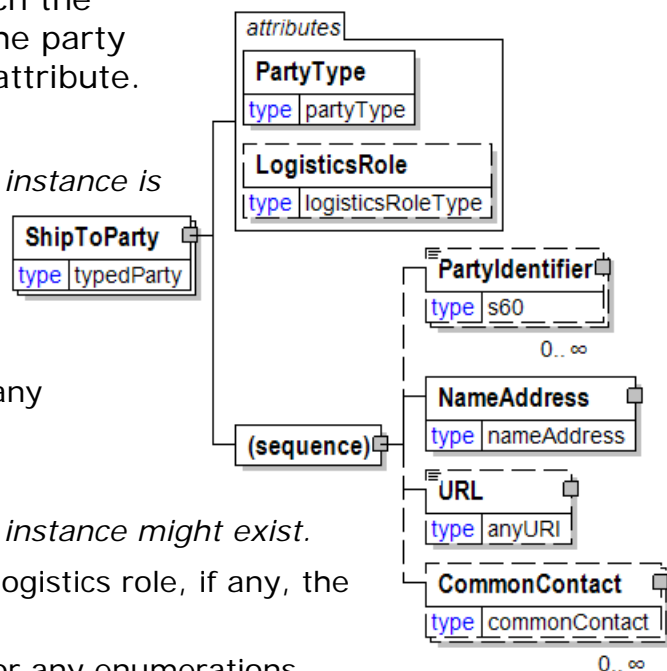 ch the
he party
attribute.
instance is
any
instance might exist.
ogistics role, if any, the
or any enumerations
attributes
PartyType
type partyType
LogisticsRole
type logisticsRoleType
ShipToParty
type typedParty
PartyIdentifier
type s60
0.. ∞
NameAddress
type nameAddress
(sequence)
URL
type anyURI
CommonContact
type commonContact
0.. ∞